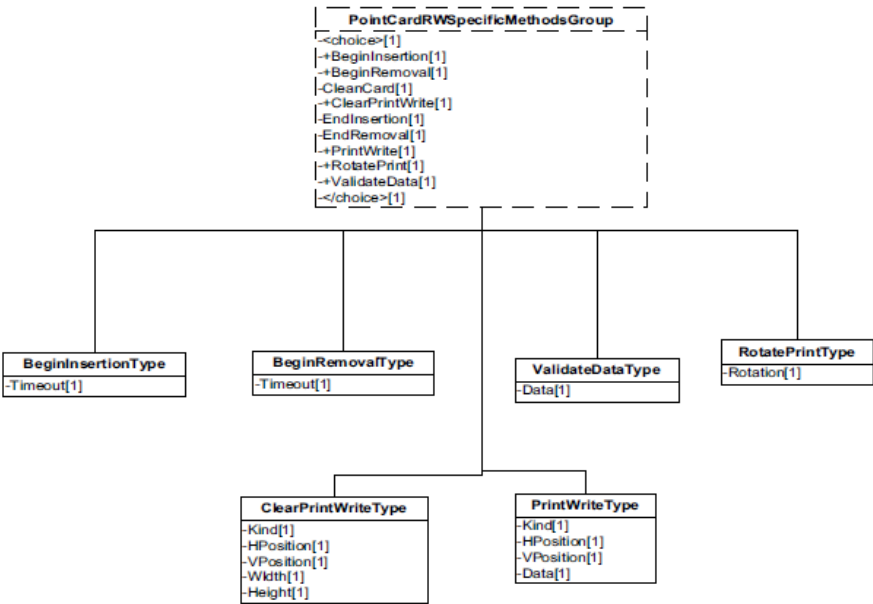 PointCardRWSpecificMethodsGroup
-<choice>[1]
-+BeginInsertion[1]
-+BeginRemoval[1]
-CleanCard[1]
-+ClearPrintWrite[1]
-EndInsertion[1]
-EndRemoval[1]
-+PrintWrite[1]
-+RotatePrint[1]
-+ValidateData[1]
-</choice>[1]
BeginInsertionType
-Timeout[1]
BeginRemovalType
-Timeout[1]
ValidateDataType
-Data[1]
RotatePrintType
-Rotation[1]
ClearPrintWriteType
-Kind[1]
-HPosition[1]
-VPosition[1]
-Width[1]
-Height[1]
PrintWriteType
-Kind[1]
-HPosition[1]
-VPosition[1]
-Data[1]